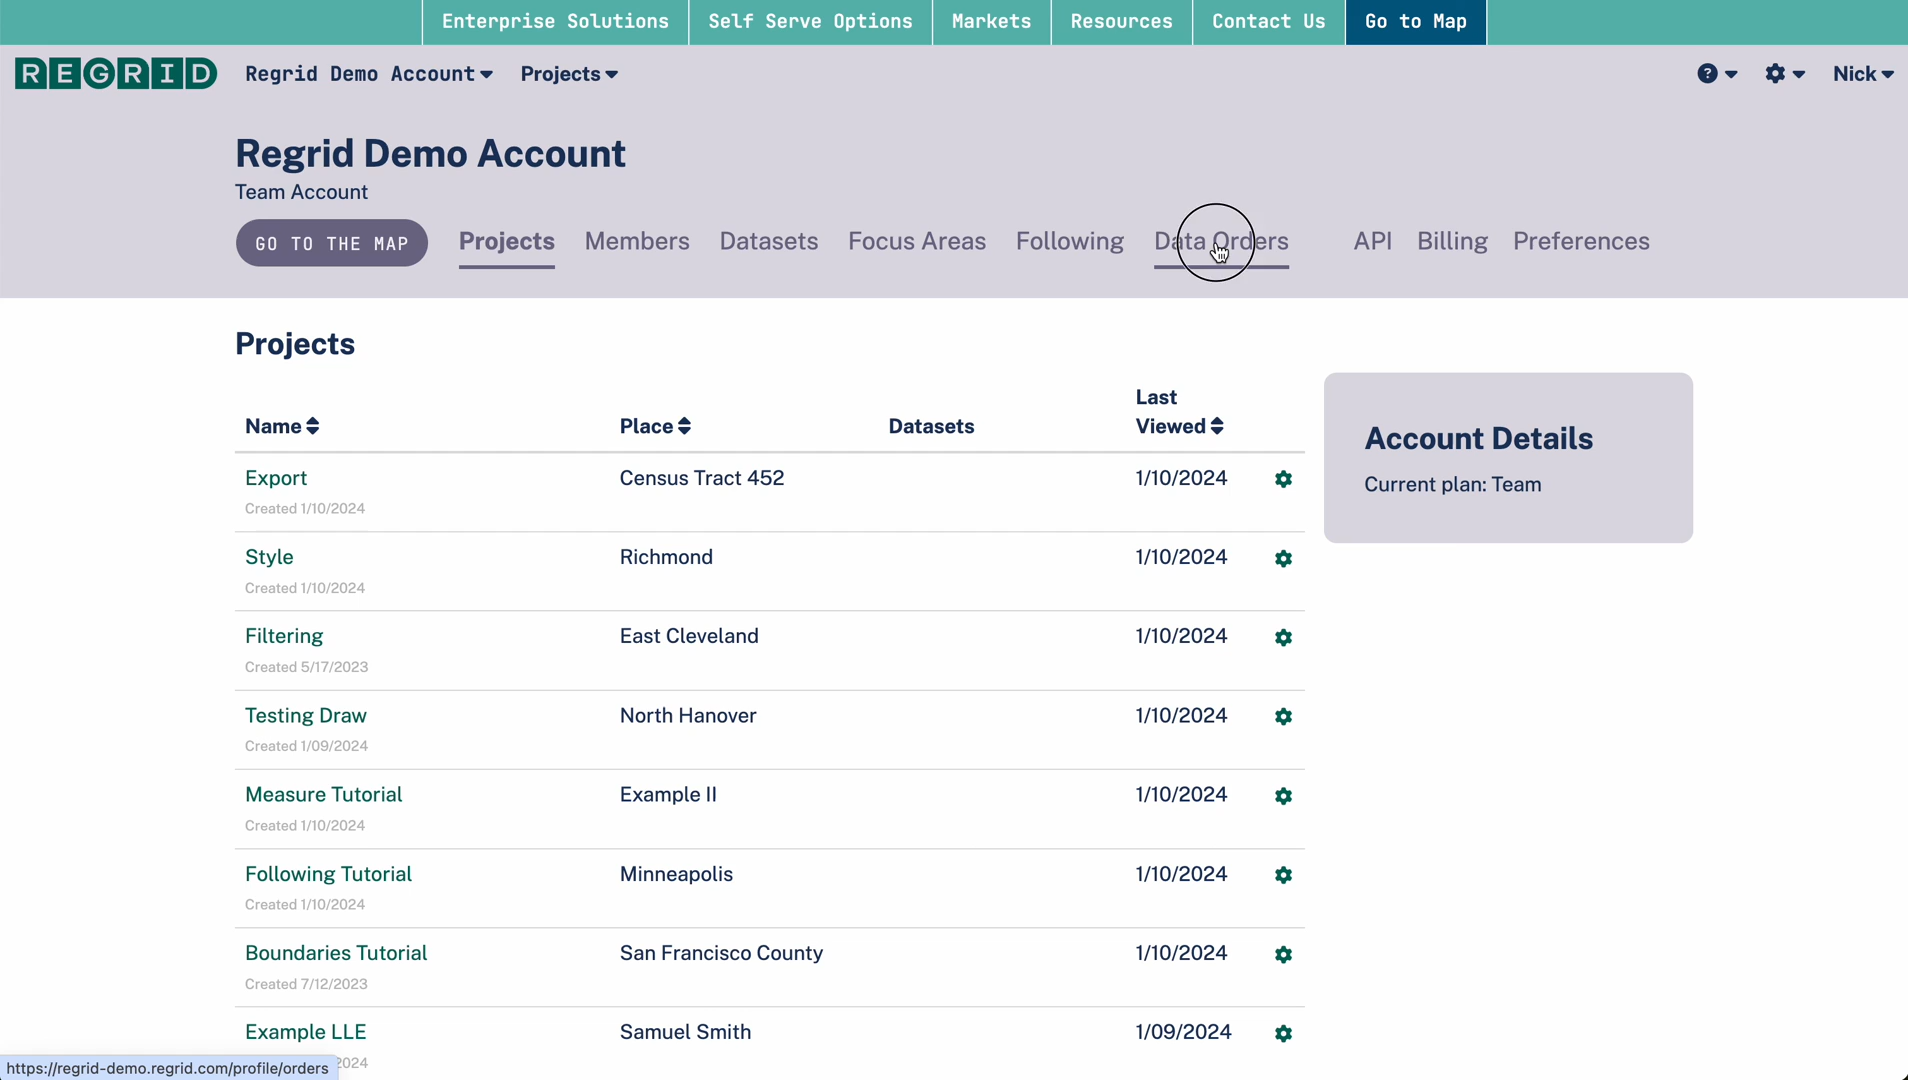 Enterprise Solutions Self Serve Options Markets Resources Contact Us Go to Map
REGRID Regrid Demo Account Projects ? Nick
Regrid Demo Account
Team Account
GO TO THE MAP Projects Members Datasets Focus Areas Following Data Orders API Billing Preferences
Projects
Name Place Datasets Last Viewed
Account Details
Current plan: Team
Export Census Tract 452 1/10/2024
Created 1/10/2024
Style Richmond 1/10/2024
Created 1/10/2024
Filtering East Cleveland 1/10/2024
Created 5/17/2023
Testing Draw North Hanover 1/10/2024
Created 1/09/2024
Measure Tutorial Example II 1/10/2024
Created 1/10/2024
Following Tutorial Minneapolis 1/10/2024
Created 1/10/2024
Boundaries Tutorial San Francisco County 1/10/2024
Created 7/12/2023
Example LLE Samuel Smith 1/09/2024
2024
https://regrid-demo.regrid.com/profile/orders